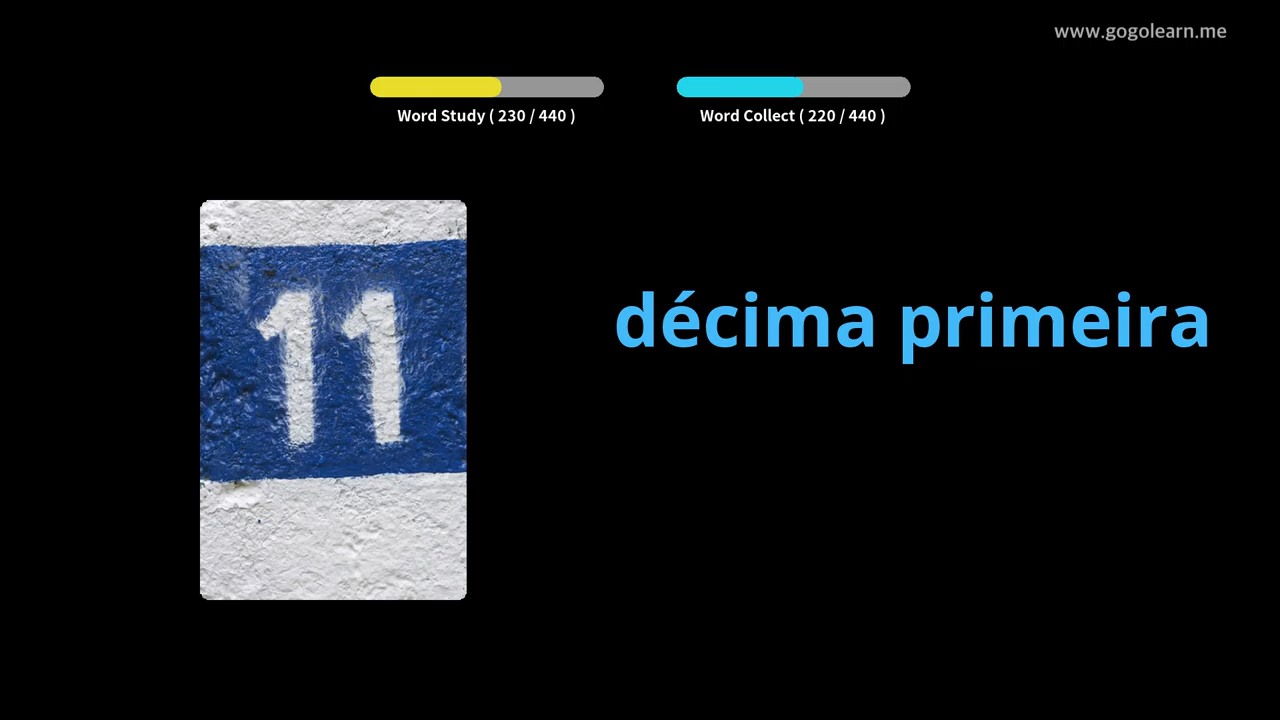 www.gogolearn.me
Word Study ( 230 / 440 )
Word Collect ( 220 / 440 )
11
décima primeira